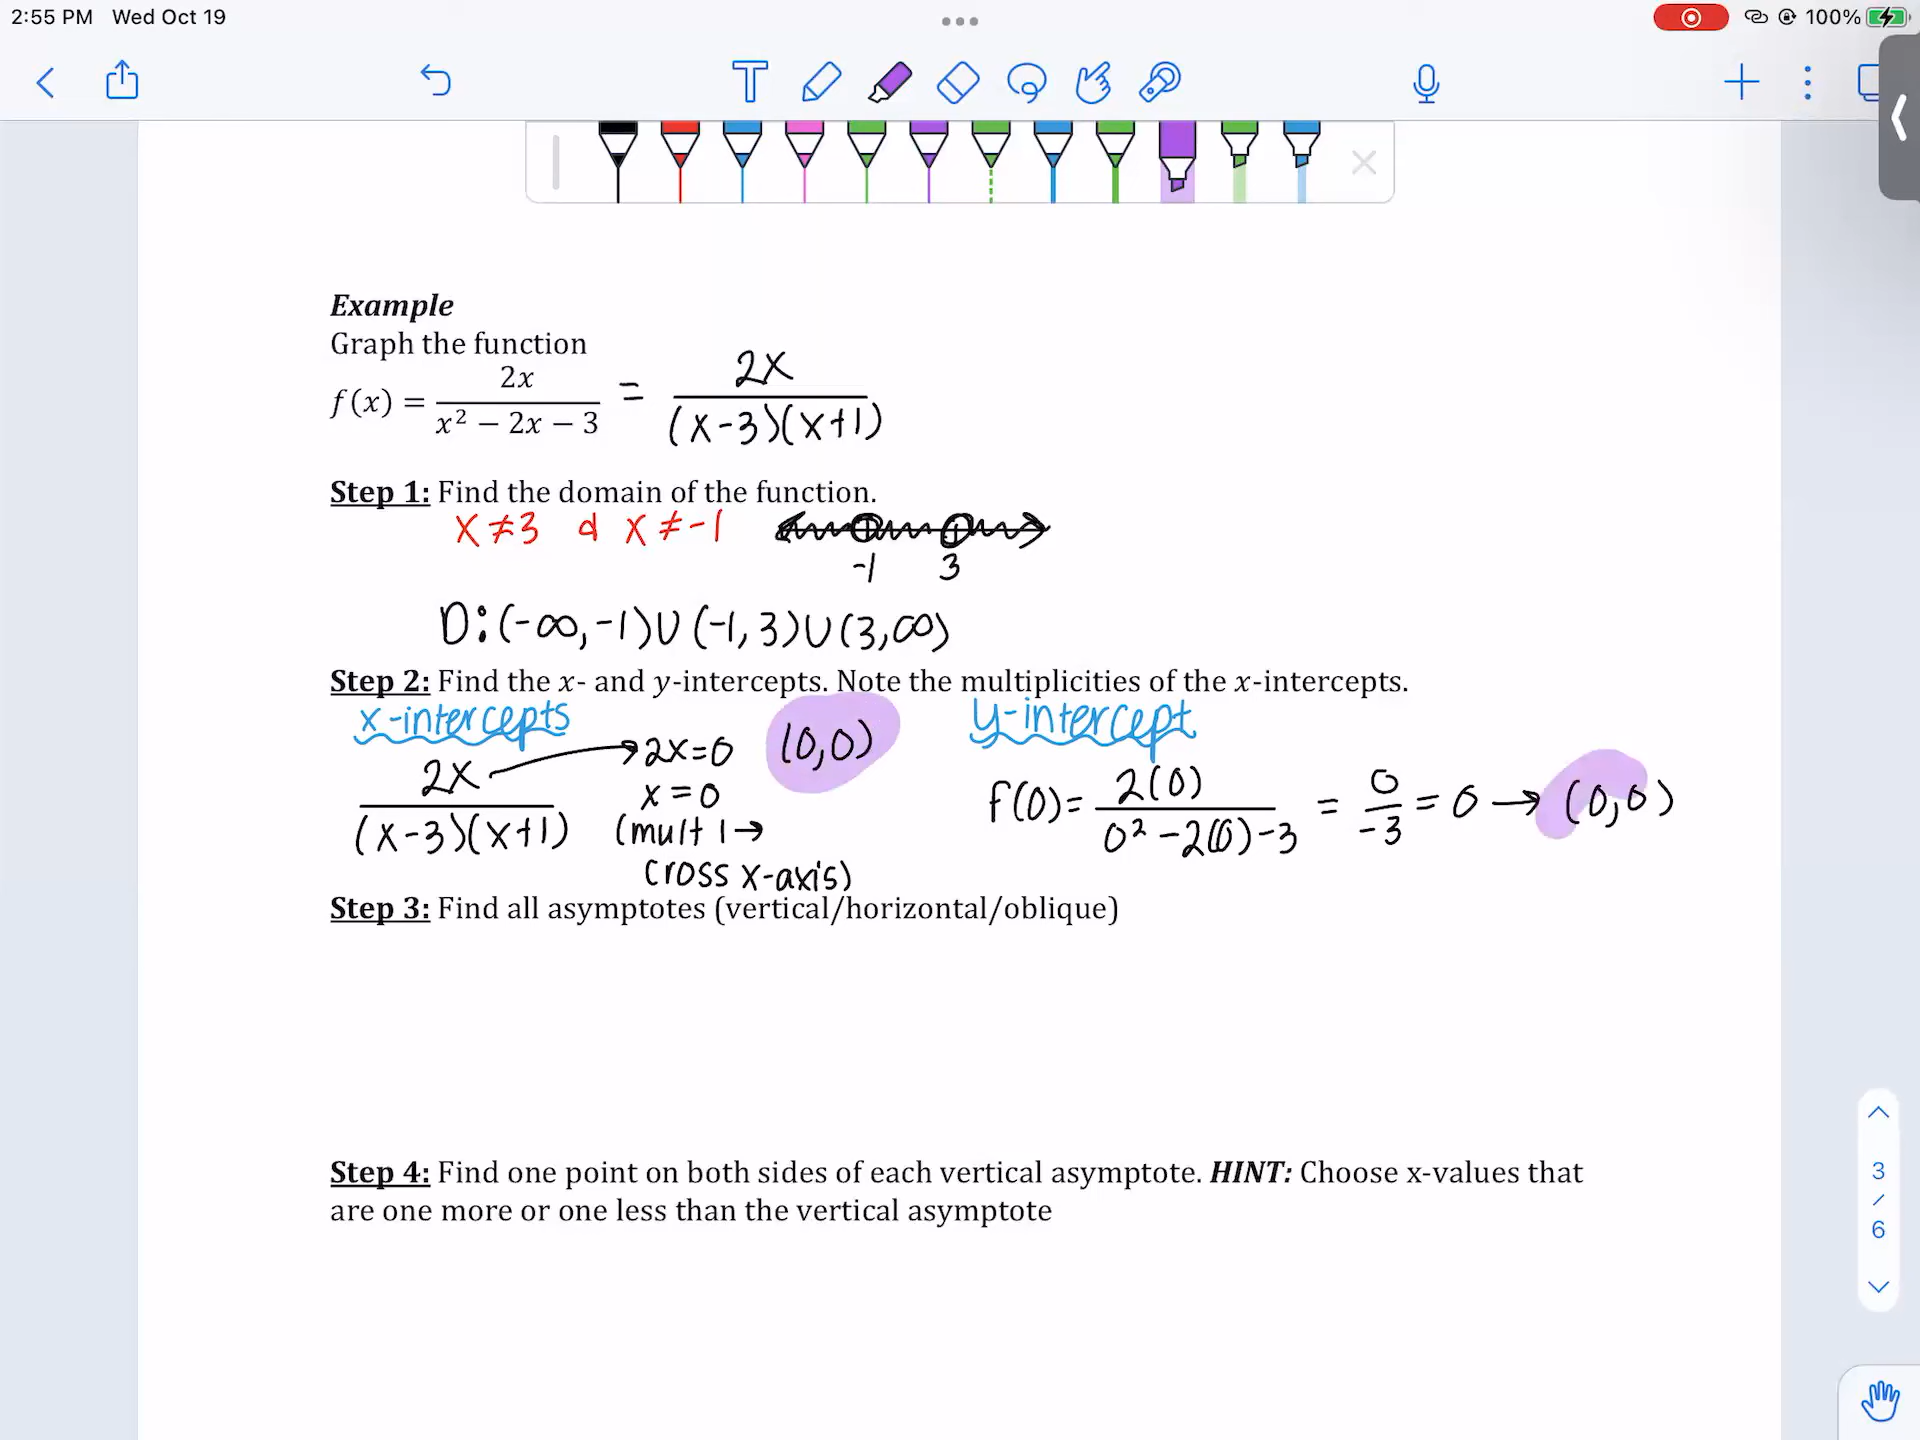 2:55 PM Wed Oct 19
100%
Example
Graph the function
f(x) = 2x / x² − 2x − 3 = 2x / (x-3)(x+1)
Step 1: Find the domain of the function.
x ≠ 3 & x ≠ -1
-1 3
D: (-∞, -1) ∪ (-1, 3) ∪ (3, ∞)
Step 2: Find the x- and y-intercepts. Note the multiplicities of the x-intercepts.
x-intercepts
2x / (x-3)(x+1)
2x = 0
x = 0
(mult 1 →
cross x-axis)
(0,0)
y-intercept
f(0) = 2(0) / 0² - 2(0) - 3 = 0 / -3 = 0 → (0,0)
Step 3: Find all asymptotes (vertical/horizontal/oblique)
Step 4: Find one point on both sides of each vertical asymptote. HINT: Choose x-values that
are one more or one less than the vertical asymptote
3
/
6